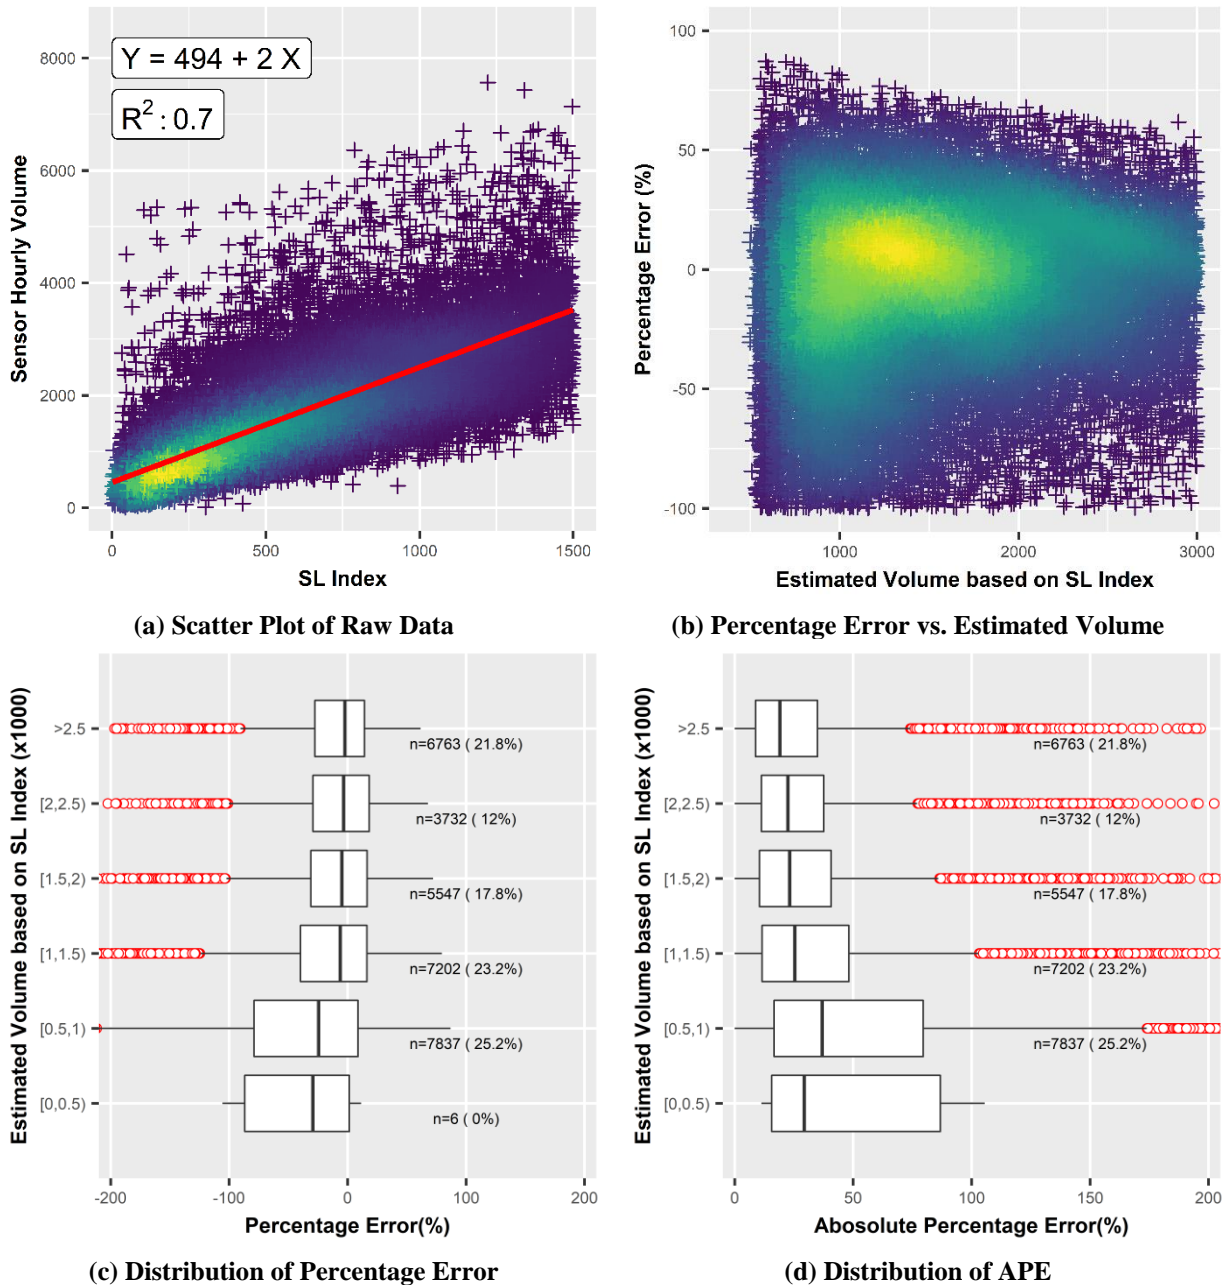 Y = 494 + 2 X
R² : 0.7
8000
6000
4000
2000
0
Sensor Hourly Volume
0 500 1000 1500
SL Index
(a) Scatter Plot of Raw Data
100
50
0
-50
-100
Percentage Error (%)
1000 2000 3000
Estimated Volume based on SL Index
(b) Percentage Error vs. Estimated Volume
Estimated Volume based on SL Index (x1000)
>2.5
n=6763 ( 21.8%)
[2,2.5)
n=3732 ( 12%)
[1.5,2)
n=5547 ( 17.8%)
[1,1.5)
n=7202 ( 23.2%)
[0.5,1)
n=7837 ( 25.2%)
[0,0.5)
n=6 ( 0%)
-200 -100 0 100 200
Percentage Error(%)
(c) Distribution of Percentage Error
Estimated Volume based on SL Index (x1000)
>2.5
n=6763 ( 21.8%)
[2,2.5)
n=3732 ( 12%)
[1.5,2)
n=5547 ( 17.8%)
[1,1.5)
n=7202 ( 23.2%)
[0.5,1)
n=7837 ( 25.2%)
[0,0.5)
n=6 ( 0%)
0 50 100 150 200
Abosolute Percentage Error(%)
(d) Distribution of APE